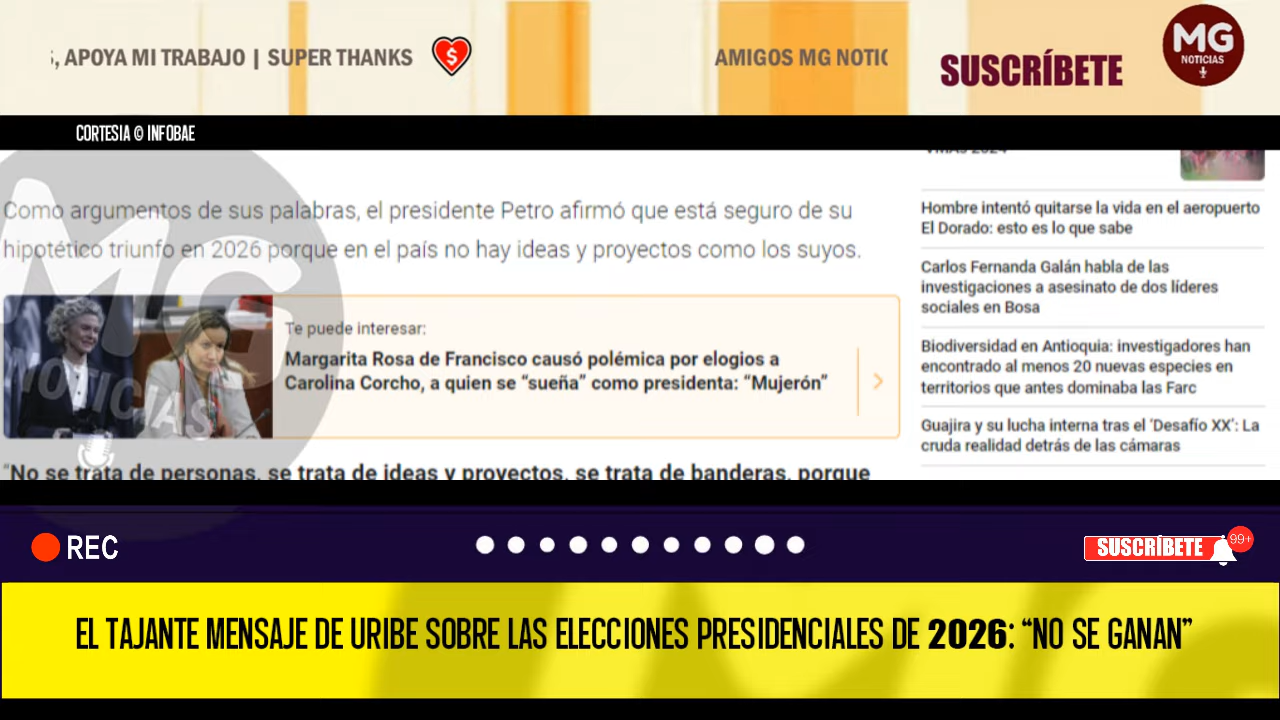 , APOYA MI TRABAJO | SUPER THANKS
AMIGOS MG NOTIC
SUSCRÍBETE
MG
NOTICIAS
CORTESIA © INFOBAE
VMAS 2024
Como argumentos de sus palabras, el presidente Petro afirmó que está seguro de su
hipotético triunfo en 2026 porque en el país no hay ideas y proyectos como los suyos.
Te puede interesar:
Margarita Rosa de Francisco causó polémica por elogios a
Carolina Corcho, a quien se “sueña” como presidenta: “Mujerón”
“No se trata de personas, se trata de ideas y proyectos, se trata de banderas, porque
MG
NOTICIAS
Hombre intentó quitarse la vida en el aeropuerto
El Dorado: esto es lo que sabe
Carlos Fernanda Galán habla de las
investigaciones a asesinato de dos líderes
sociales en Bosa
Biodiversidad en Antioquia: investigadores han
encontrado al menos 20 nuevas especies en
territorios que antes dominaba las Farc
Guajira y su lucha interna tras el ‘Desafío XX’: La
cruda realidad detrás de las cámaras
REC
SUSCRÍBETE
99+
EL TAJANTE MENSAJE DE URIBE SOBRE LAS ELECCIONES PRESIDENCIALES DE 2026: “NO SE GANAN”